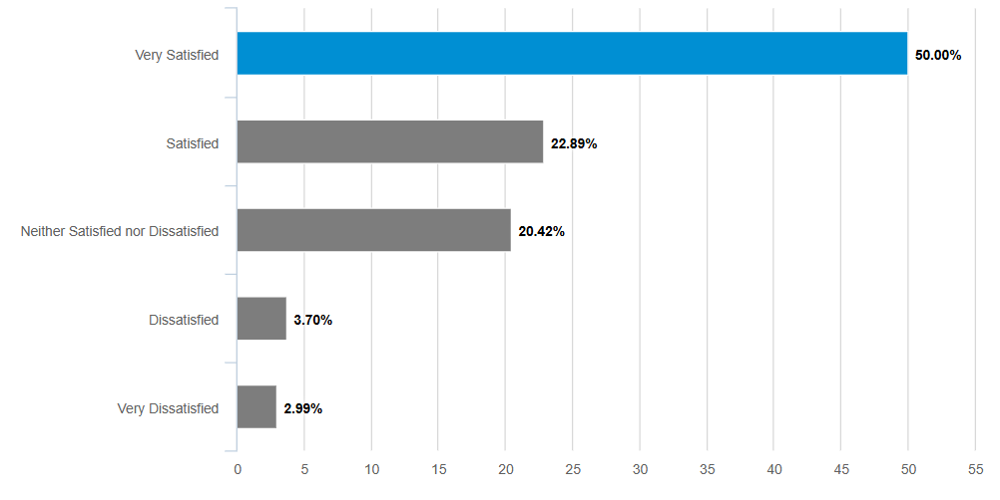 Very Satisfied 50.00%
Satisfied 22.89%
Neither Satisfied nor Dissatisfied 20.42%
Dissatisfied 3.70%
Very Dissatisfied 2.99%
0 5 10 15 20 25 30 35 40 45 50 55